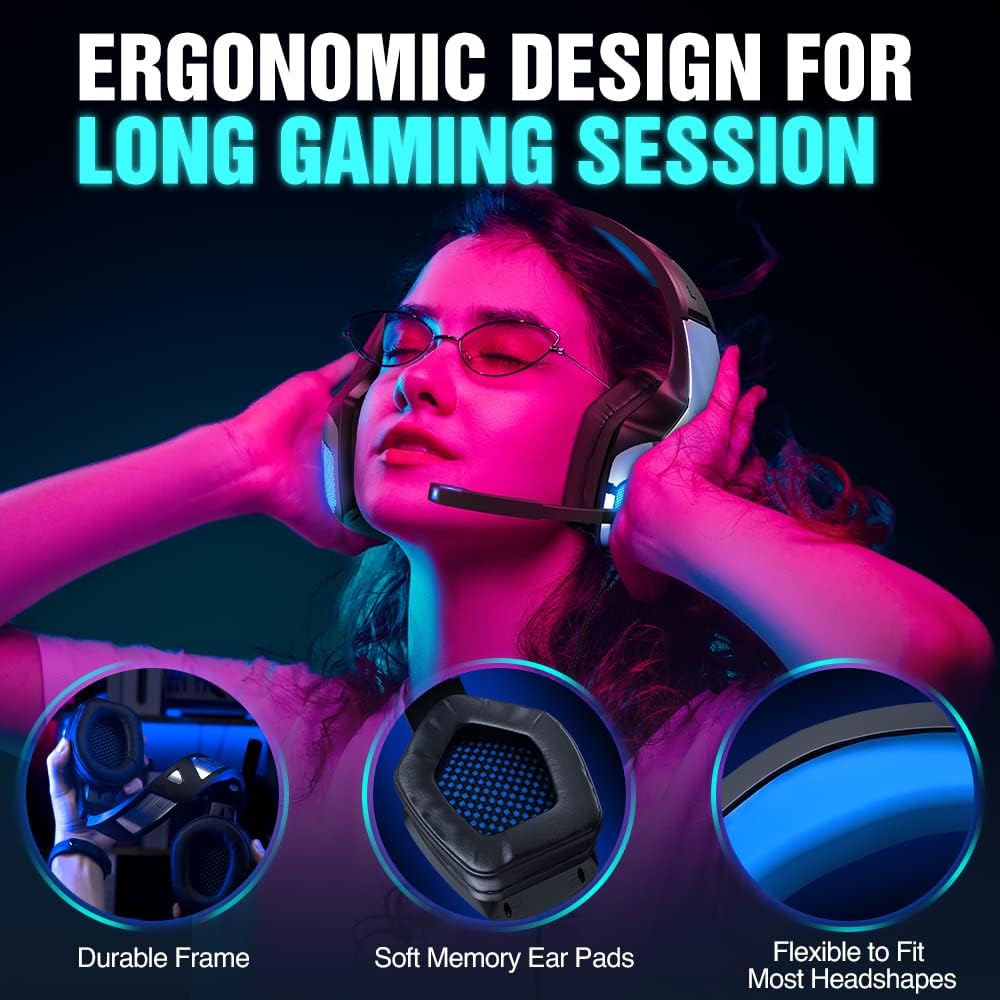 ERGONOMIC DESIGN FOR
LONG GAMING SESSION
Durable Frame
Soft Memory Ear Pads
Flexible to Fit
Most Headshapes